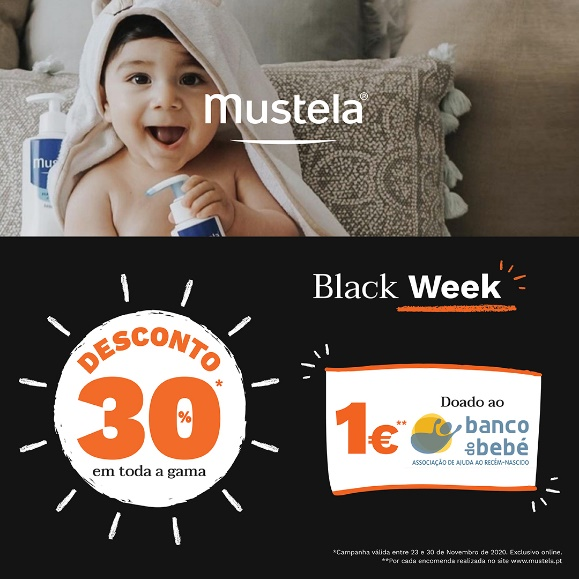 mustela®
Mus
Black Week
DESCONTO
30%*
em toda a gama
1€**
Doado ao
banco
do bebé
ASSOCIAÇÃO DE AJUDA AO RECÉM-NASCIDO
*Campanha válida entre 23 e 30 de Novembro de 2020. Exclusivo online.
**Por cada encomenda realizada no site www.mustela.pt